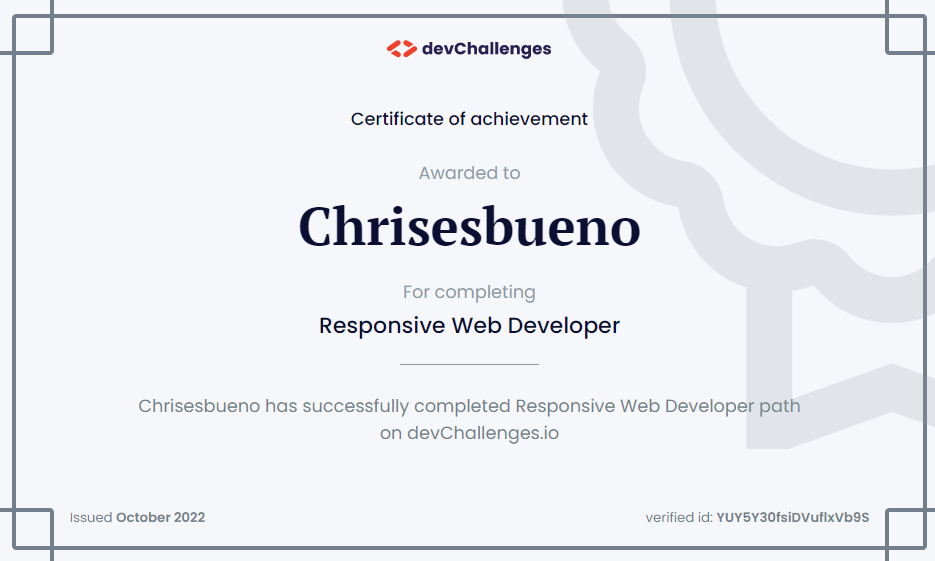 devChallenges
Certificate of achievement
Awarded to
Chrisesbueno
For completing
Responsive Web Developer
Chrisesbueno has successfully completed Responsive Web Developer path
on devChallenges.io
Issued October 2022
verified id: YUY5Y30fsiDVuflxVb9S